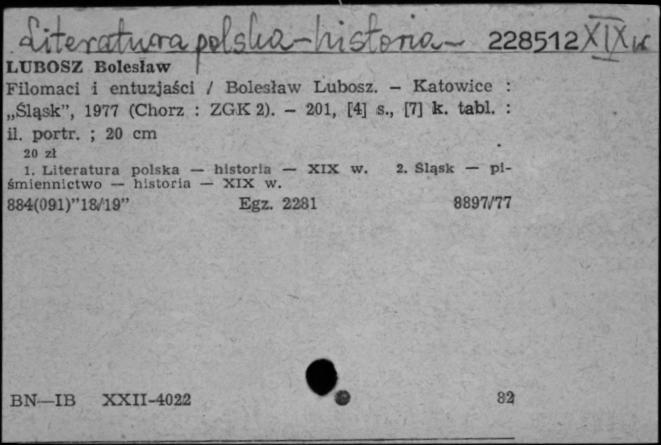 Literatura polska - historia - 228512 XIX w
LUBOSZ Bolesław
Filomaci i entuzjaści / Bolesław Lubosz. – Katowice :
„Śląsk”, 1977 (Chorz : ZGK 2). – 201, [4] s., [7] k. tabl. :
il. portr. ; 20 cm
20 zł
1. Literatura polska — historia — XIX w. 2. Śląsk — pi-
śmiennictwo — historia — XIX w.
884(091)”18/19” Egz. 2281 8897/77
BN—IB XXII-4022 82